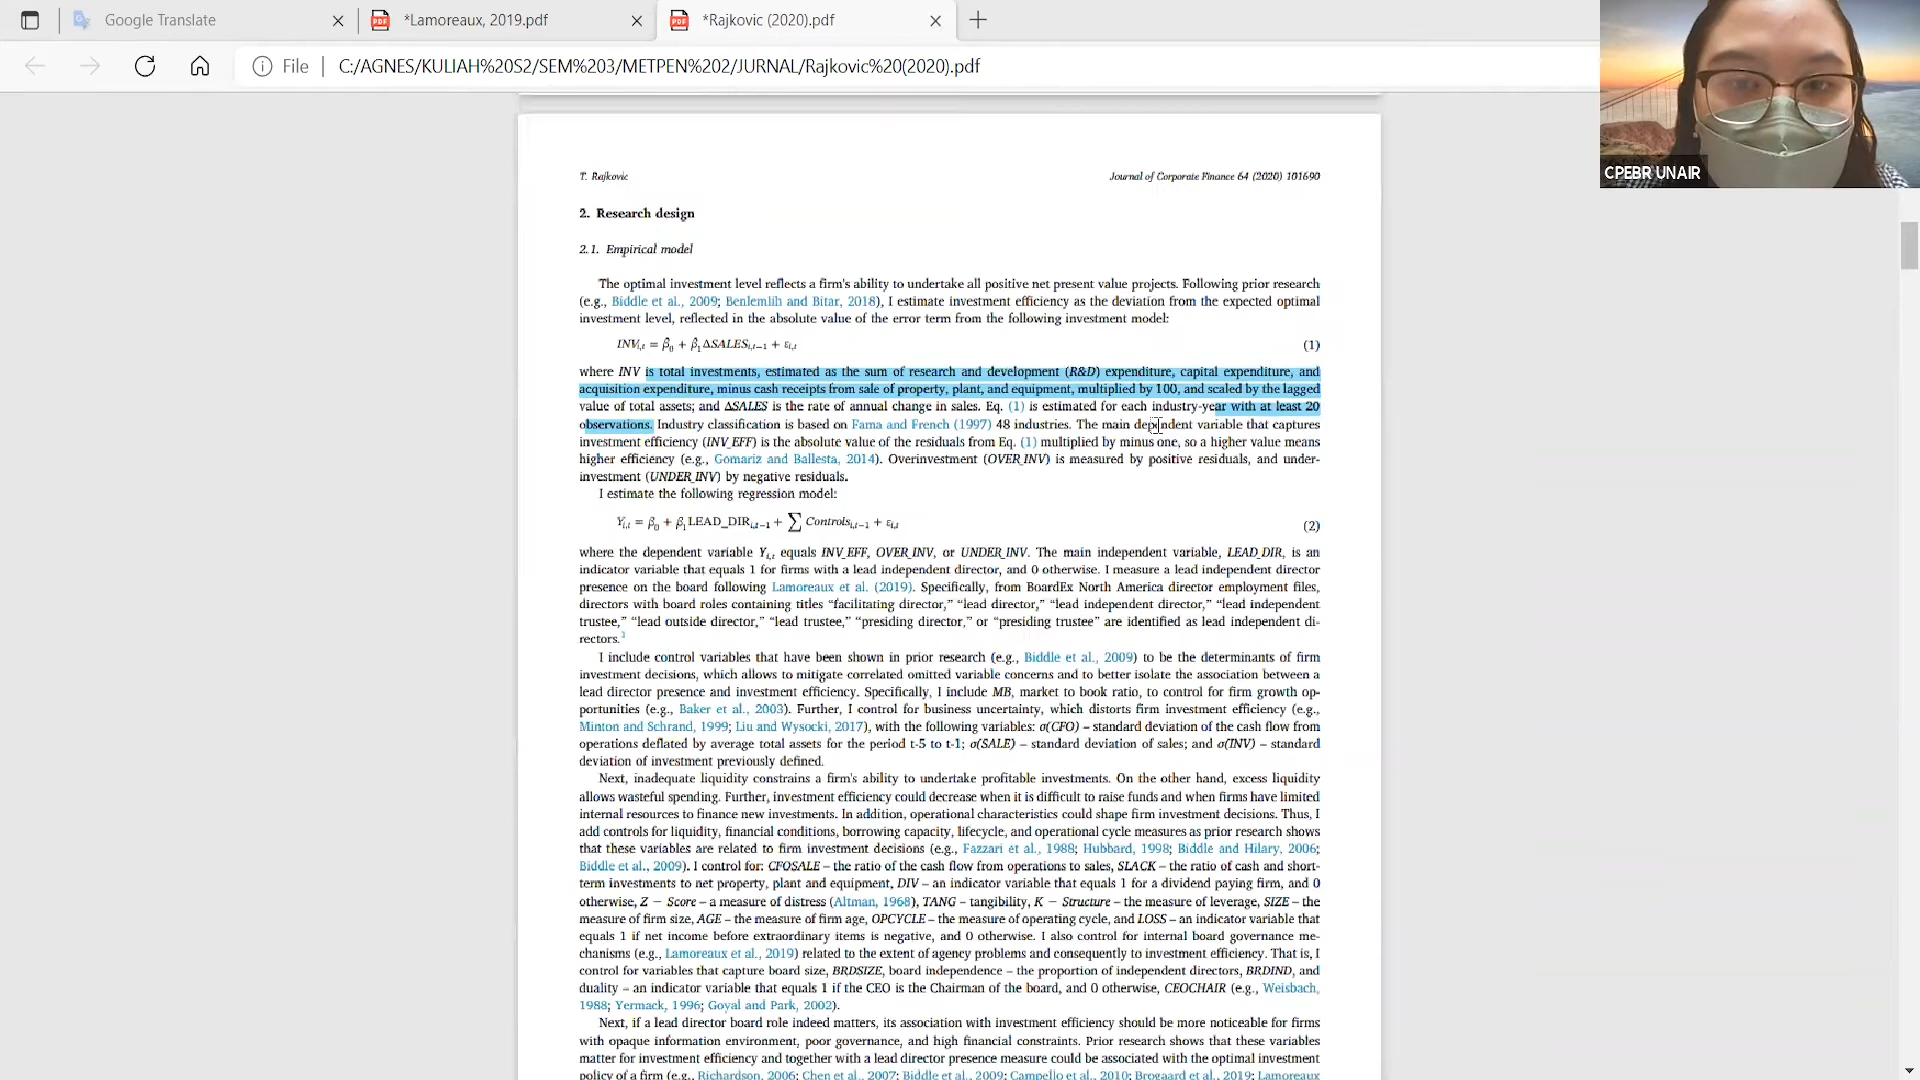 Google Translate
*Lamoreaux, 2019.pdf
*Rajkovic (2020).pdf
File
C:/AGNES/KULIAH%20S2/SEM%203/METPEN%202/JURNAL/Rajkovic%20(2020).pdf
CPEBR UNAIR
T. Rajkovic
Journal of Corporate Finance 64 (2020) 101690
2. Research design
2.1. Empirical model
The optimal investment level reflects a firm's ability to undertake all positive net present value projects. Following prior research
(e.g., Biddle et al., 2009; Benlemlih and Bitar, 2018), I estimate investment efficiency as the deviation from the expected optimal
investment level, reflected in the absolute value of the error term from the following investment model:
INVᵢ,ₜ = β̂₀ + β̂₁ΔSALESᵢ,ₜ₋₁ + εᵢ,ₜ (1)
where INV is total investments, estimated as the sum of research and development (R&D) expenditure, capital expenditure, and
acquisition expenditure, minus cash receipts from sale of property, plant, and equipment, multiplied by 100, and scaled by the lagged
value of total assets; and ΔSALES is the rate of annual change in sales. Eq. (1) is estimated for each industry-year with at least 20
observations. Industry classification is based on Fama and French (1997) 48 industries. The main dependent variable that captures
investment efficiency (INV_EFF) is the absolute value of the residuals from Eq. (1) multiplied by minus one, so a higher value means
higher efficiency (e.g., Gomariz and Ballesta, 2014). Overinvestment (OVER_INV) is measured by positive residuals, and under-
investment (UNDER_INV) by negative residuals.
I estimate the following regression model:
Yᵢ,ₜ = β₀ + β₁LEAD_DIRᵢ,ₜ₋₁ + ∑ Controlsᵢ,ₜ₋₁ + εᵢ,ₜ (2)
where the dependent variable Yᵢ,ₜ equals INV_EFF, OVER_INV, or UNDER_INV. The main independent variable, LEAD_DIR, is an
indicator variable that equals 1 for firms with a lead independent director, and 0 otherwise. I measure a lead independent director
presence on the board following Lamoreaux et al. (2019). Specifically, from BoardEx North America director employment files,
directors with board roles containing titles “facilitating director,” “lead director,” “lead independent director,” “lead independent
trustee,” “lead outside director,” “lead trustee,” “presiding director,” or “presiding trustee” are identified as lead independent di-
rectors.
I include control variables that have been shown in prior research (e.g., Biddle et al., 2009) to be the determinants of firm
investment decisions, which allows to mitigate correlated omitted variable concerns and to better isolate the association between a
lead director presence and investment efficiency. Specifically, I include MB, market to book ratio, to control for firm growth op-
portunities (e.g., Baker et al., 2003). Further, I control for business uncertainty, which distorts firm investment efficiency (e.g.,
Minton and Schrand, 1999; Liu and Wysocki, 2017), with the following variables: σ(CFO) – standard deviation of the cash flow from
operations deflated by average total assets for the period t-5 to t-1; σ(SALE) – standard deviation of sales; and σ(INV) – standard
deviation of investment previously defined.
Next, inadequate liquidity constrains a firm's ability to undertake profitable investments. On the other hand, excess liquidity
allows wasteful spending. Further, investment efficiency could decrease when it is difficult to raise funds and when firms have limited
internal resources to finance new investments. In addition, operational characteristics could shape firm investment decisions. Thus, I
add controls for liquidity, financial conditions, borrowing capacity, lifecycle, and operational cycle measures as prior research shows
that these variables are related to firm investment decisions (e.g., Fazzari et al., 1988; Hubbard, 1998; Biddle and Hilary, 2006;
Biddle et al., 2009). I control for: CFOSALE – the ratio of the cash flow from operations to sales, SLACK – the ratio of cash and short-
term investments to net property, plant and equipment, DIV – an indicator variable that equals 1 for a dividend paying firm, and 0
otherwise, Z − Score – a measure of distress (Altman, 1968), TANG – tangibility, K − Structure – the measure of leverage, SIZE – the
measure of firm size, AGE – the measure of firm age, OPCYCLE – the measure of operating cycle, and LOSS – an indicator variable that
equals 1 if net income before extraordinary items is negative, and 0 otherwise. I also control for internal board governance me-
chanisms (e.g., Lamoreaux et al., 2019) related to the extent of agency problems and consequently to investment efficiency. That is, I
control for variables that capture board size, BRDSIZE, board independence – the proportion of independent directors, BRDIND, and
duality – an indicator variable that equals 1 if the CEO is the Chairman of the board, and 0 otherwise, CEOCHAIR (e.g., Weisbach,
1988; Yermack, 1996; Goyal and Park, 2002).
Next, if a lead director board role indeed matters, its association with investment efficiency should be more noticeable for firms
with opaque information environment, poor governance, and high financial constraints. Prior research shows that these variables
matter for investment efficiency and together with a lead director presence measure could be associated with the optimal investment
policy of a firm (e.g., Richardson, 2006; Chen et al., 2007; Biddle et al., 2009; Campello et al., 2010; Brogaard et al., 2019; Lamoreaux